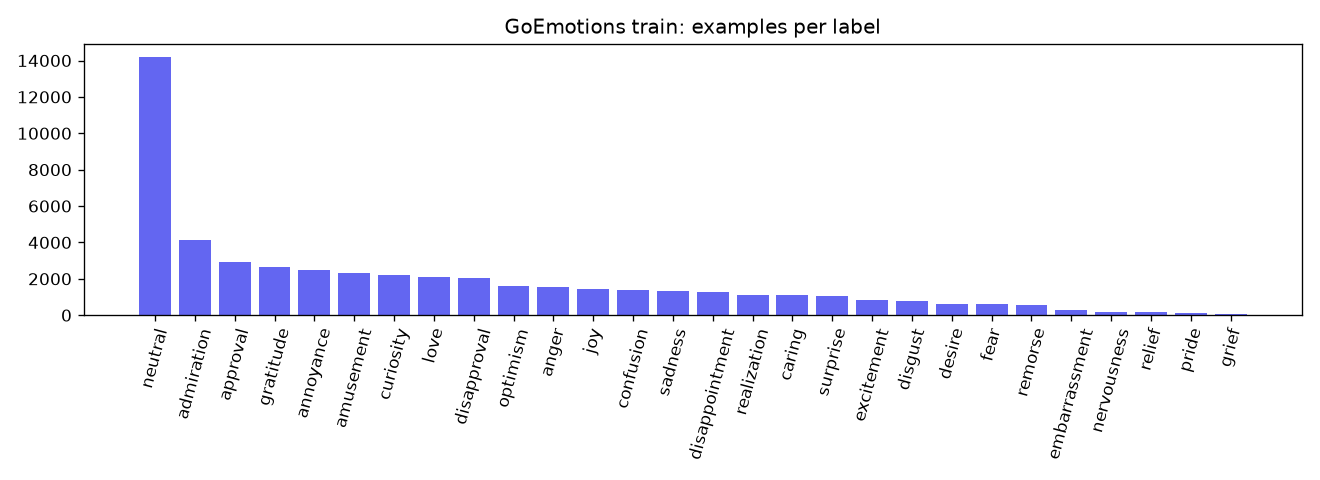 GoEmotions train: examples per label
14000
12000
10000
8000
6000
4000
2000
0
neutral
admiration
approval
gratitude
annoyance
amusement
curiosity
love
disapproval
optimism
anger
joy
confusion
sadness
disappointment
realization
caring
surprise
excitement
disgust
desire
fear
remorse
embarrassment
nervousness
relief
pride
grief